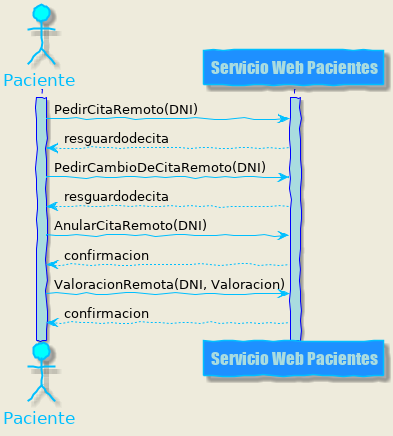 Paciente
Servicio Web Pacientes
PedirCitaRemoto(DNI)
resguardodecita
PedirCambioDeCitaRemoto(DNI)
resguardodecita
AnularCitaRemoto(DNI)
confirmacion
ValoracionRemota(DNI, Valoracion)
confirmacion
Paciente
Servicio Web Pacientes